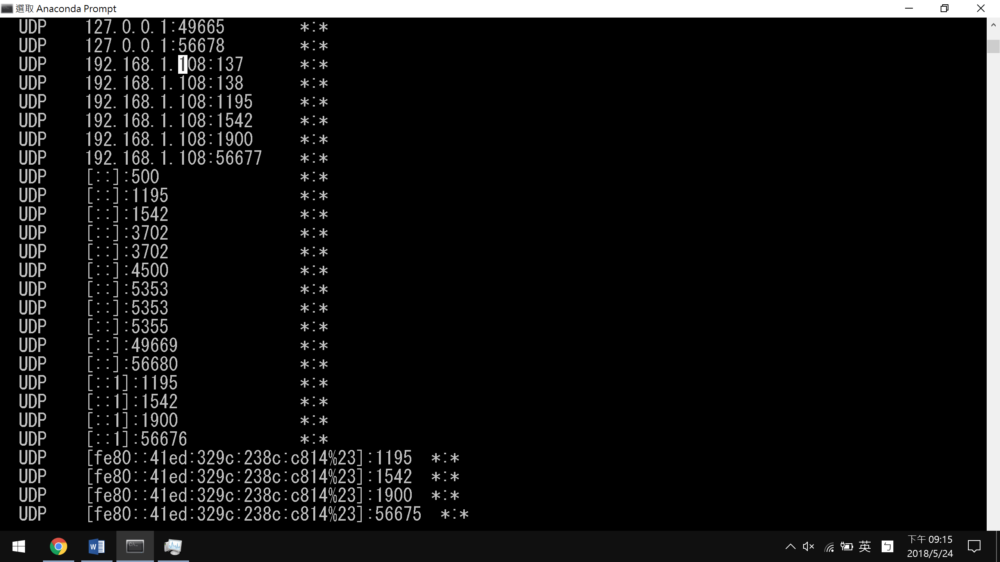 選取 Anaconda Prompt
UDP 127.0.0.1:49665 *:*
UDP 127.0.0.1:56678 *:*
UDP 192.168.1.108:137 *:*
UDP 192.168.1.108:138 *:*
UDP 192.168.1.108:1195 *:*
UDP 192.168.1.108:1542 *:*
UDP 192.168.1.108:1900 *:*
UDP 192.168.1.108:56677 *:*
UDP [::]:500 *:*
UDP [::]:1195 *:*
UDP [::]:1542 *:*
UDP [::]:3702 *:*
UDP [::]:3702 *:*
UDP [::]:4500 *:*
UDP [::]:5353 *:*
UDP [::]:5353 *:*
UDP [::]:5355 *:*
UDP [::]:49669 *:*
UDP [::]:56680 *:*
UDP [::1]:1195 *:*
UDP [::1]:1542 *:*
UDP [::1]:1900 *:*
UDP [::1]:56676 *:*
UDP [fe80::41ed:329c:238c:c814%23]:1195 *:*
UDP [fe80::41ed:329c:238c:c814%23]:1542 *:*
UDP [fe80::41ed:329c:238c:c814%23]:1900 *:*
UDP [fe80::41ed:329c:238c:c814%23]:56675 *:*
英 ㄅ 下午 09:15
2018/5/24